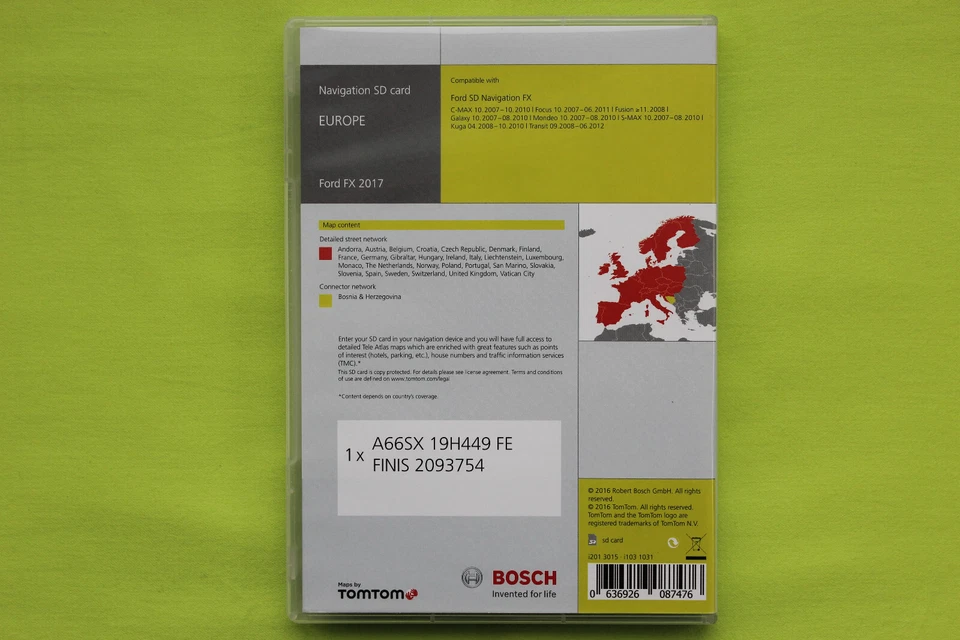 Navigation SD card
EUROPE
Ford FX 2017
Compatible with
Ford SD Navigation FX
C-MAX 10.2007–10.2010 I Focus 10.2007–06.2011 I Fusion ≥11.2008 I
Galaxy 10.2007–08.2010 I Mondeo 10.2007–08.2010 I S-MAX 10.2007–08.2010 I
Kuga 04.2008–10.2010 I Transit 09.2008–06.2012
Map content
Detailed street network
Andorra, Austria, Belgium, Croatia, Czech Republic, Denmark, Finland,
France, Germany, Gibraltar, Hungary, Ireland, Italy, Liechtenstein, Luxembourg,
Monaco, The Netherlands, Norway, Poland, Portugal, San Marino, Slovakia,
Slovenia, Spain, Sweden, Switzerland, United Kingdom, Vatican City
Connector network
Bosnia & Herzegovina
Enter your SD card in your navigation device and you will have full access to
detailed Tele Atlas maps which are enriched with great features such as points
of interest (hotels, parking, etc.), house numbers and traffic information services
(TMC).*
This SD card is copy protected. For details please see license agreement. Terms and conditions
of use are defined on www.tomtom.com/legal
*Content depends on country's coverage.
1 x
A66SX 19H449 FE
FINIS 2093754
Maps by
TOMTOM
BOSCH
Invented for life
© 2016 Robert Bosch GmbH. All rights
reserved.
© 2016 TomTom. All rights reserved.
TomTom and the TomTom logo are
registered trademarks of TomTom N.V.
sd card
i201 3015 - i103 1031
0 636926 087476